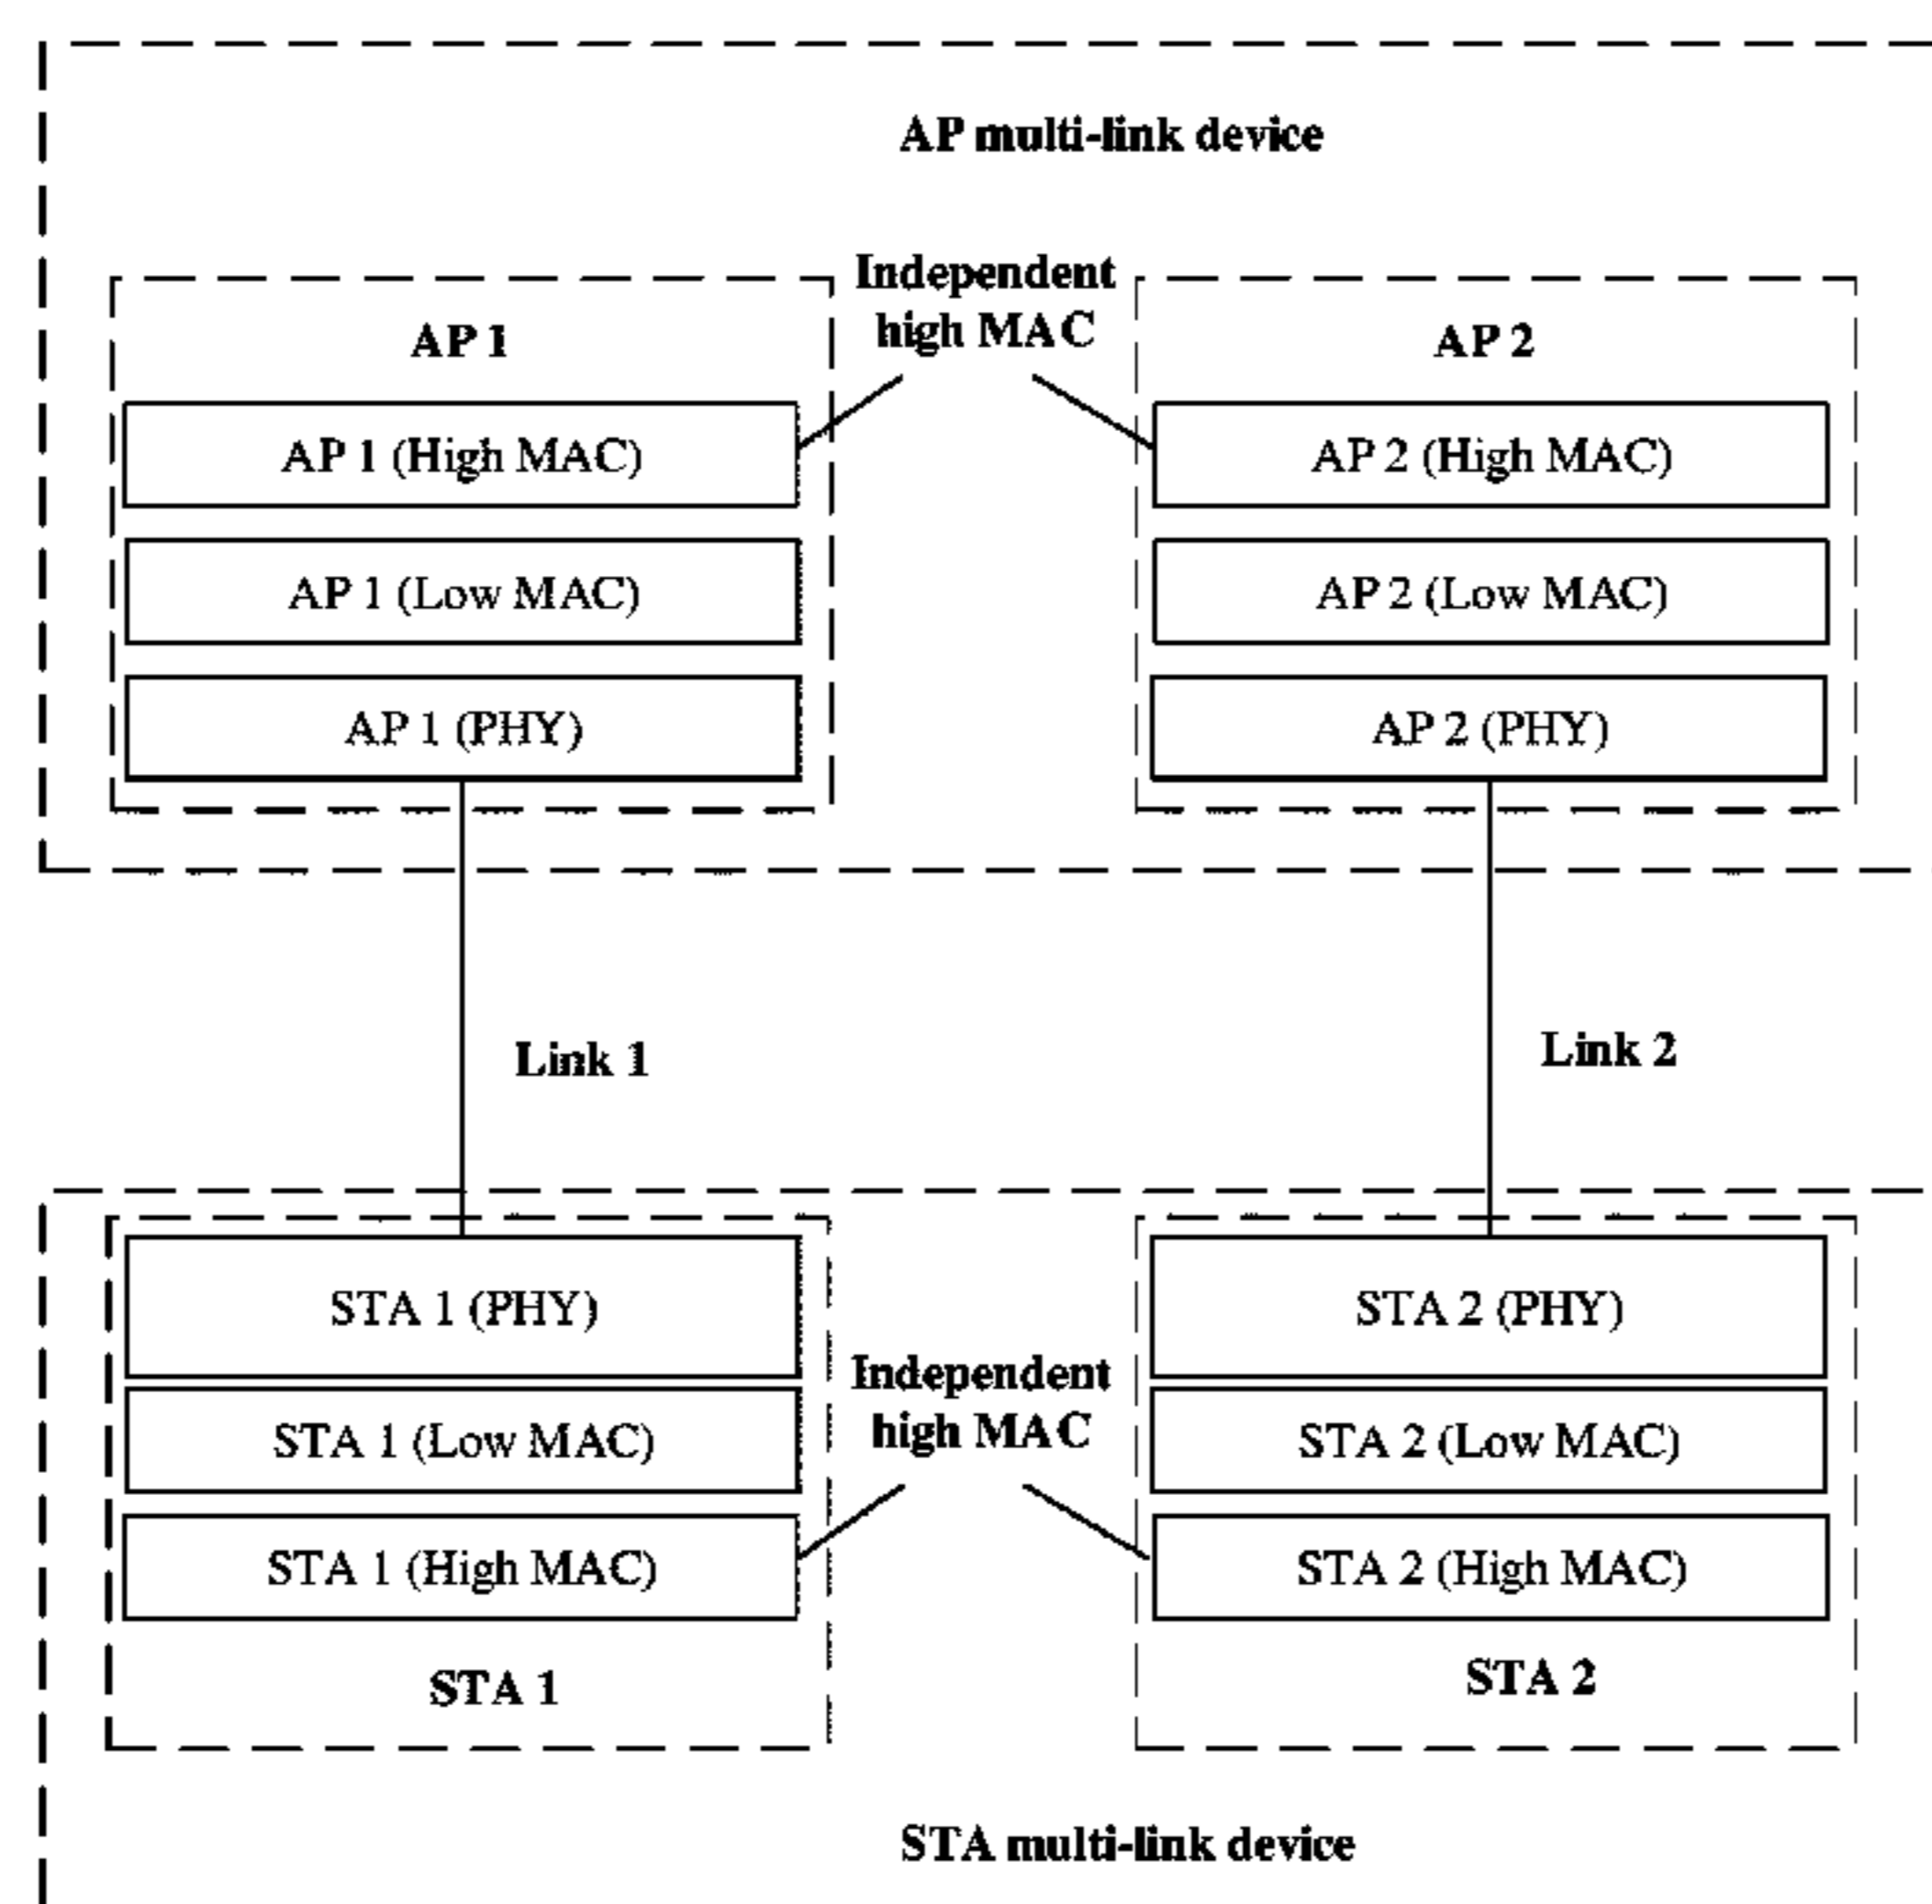 AP multi-link device
Independent
high MAC
AP 1
AP 2
AP 1 (High MAC)
AP 2 (High MAC)
AP 1 (Low MAC)
AP 2 (Low MAC)
AP 1 (PHY)
AP 2 (PHY)
Link 1
Link 2
STA 1 (PHY)
STA 2 (PHY)
Independent
high MAC
STA 1 (Low MAC)
STA 2 (Low MAC)
STA 1 (High MAC)
STA 2 (High MAC)
STA 1
STA 2
STA multi-link device